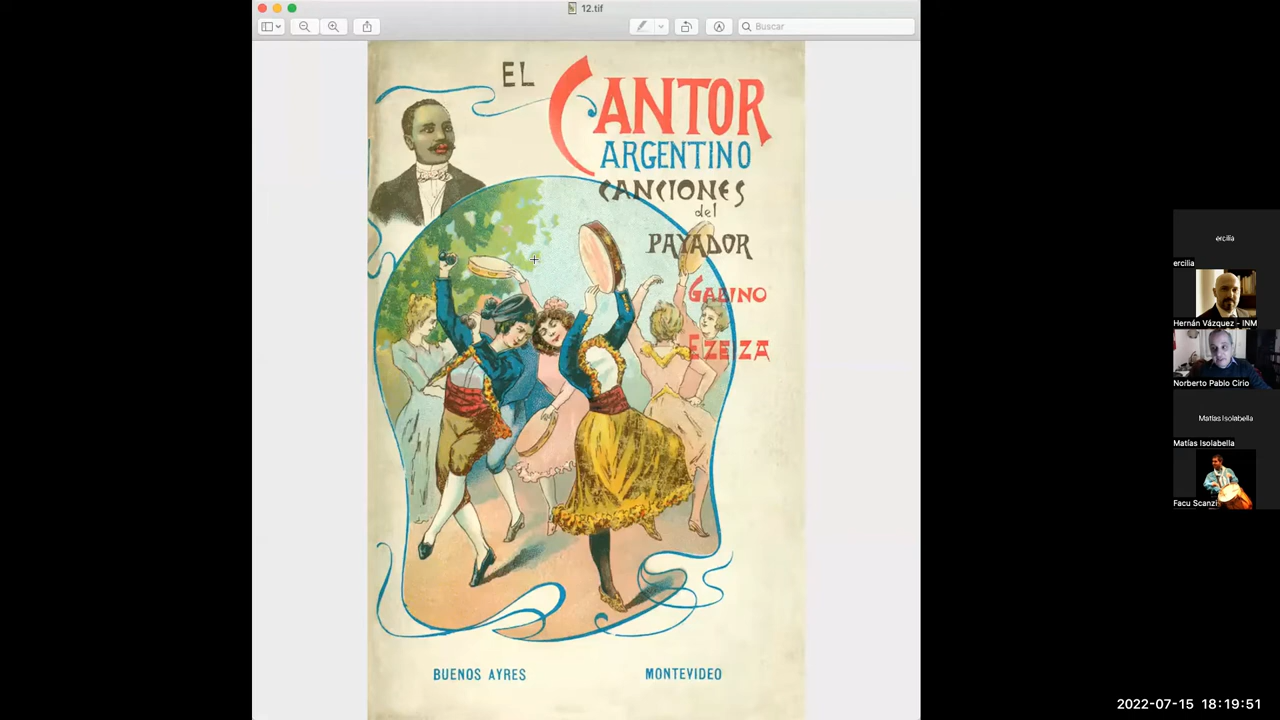 12.tif
Buscar
EL
CANTOR
ARGENTINO
CANCIONES
del
PAYADOR
GABINO
EZEIZA
BUENOS AYRES
MONTEVIDEO
ercilia
ercilia
Hernán Vázquez - INM
Norberto Pablo Cirio
Matías Isolabella
Matías Isolabella
Facu Scanzi
2022-07-15 18:19:51